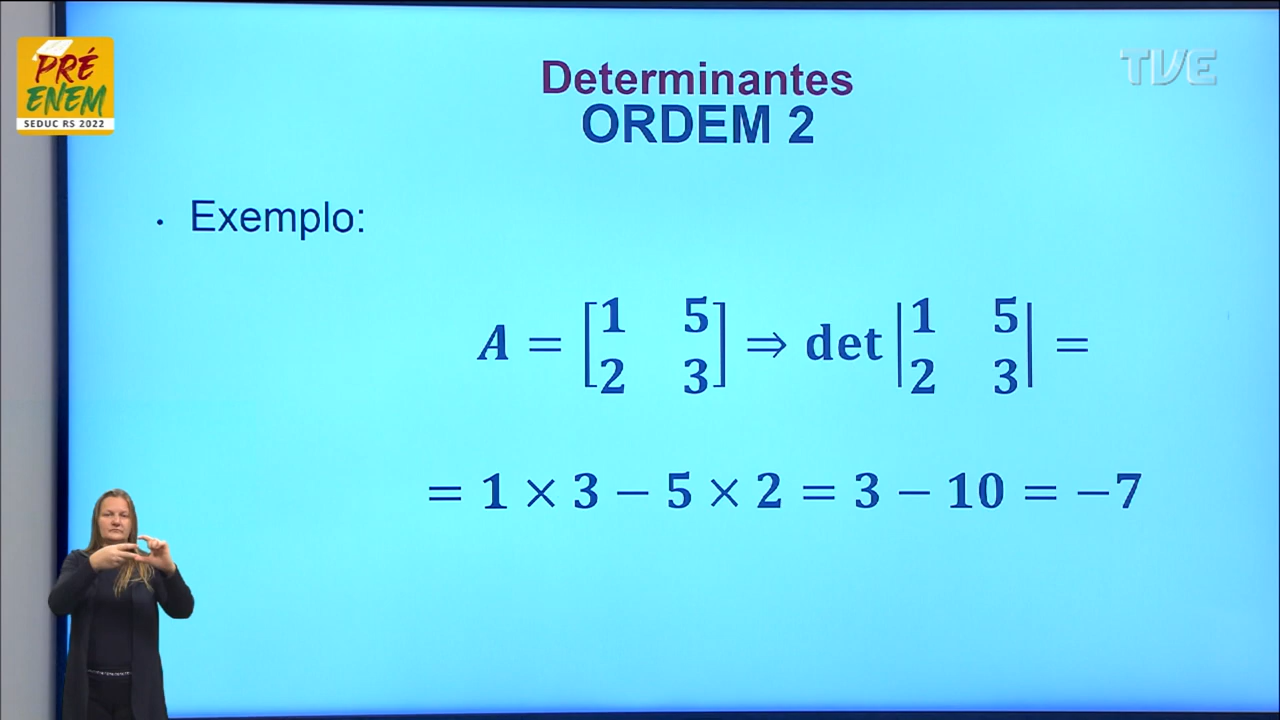 PRÉ
ENEM
SEDUC RS 2022
TVE
Determinantes
ORDEM 2
• Exemplo:
A = [1 5
2 3] ⇒ det |1 5
2 3| =
= 1 × 3 − 5 × 2 = 3 − 10 = −7